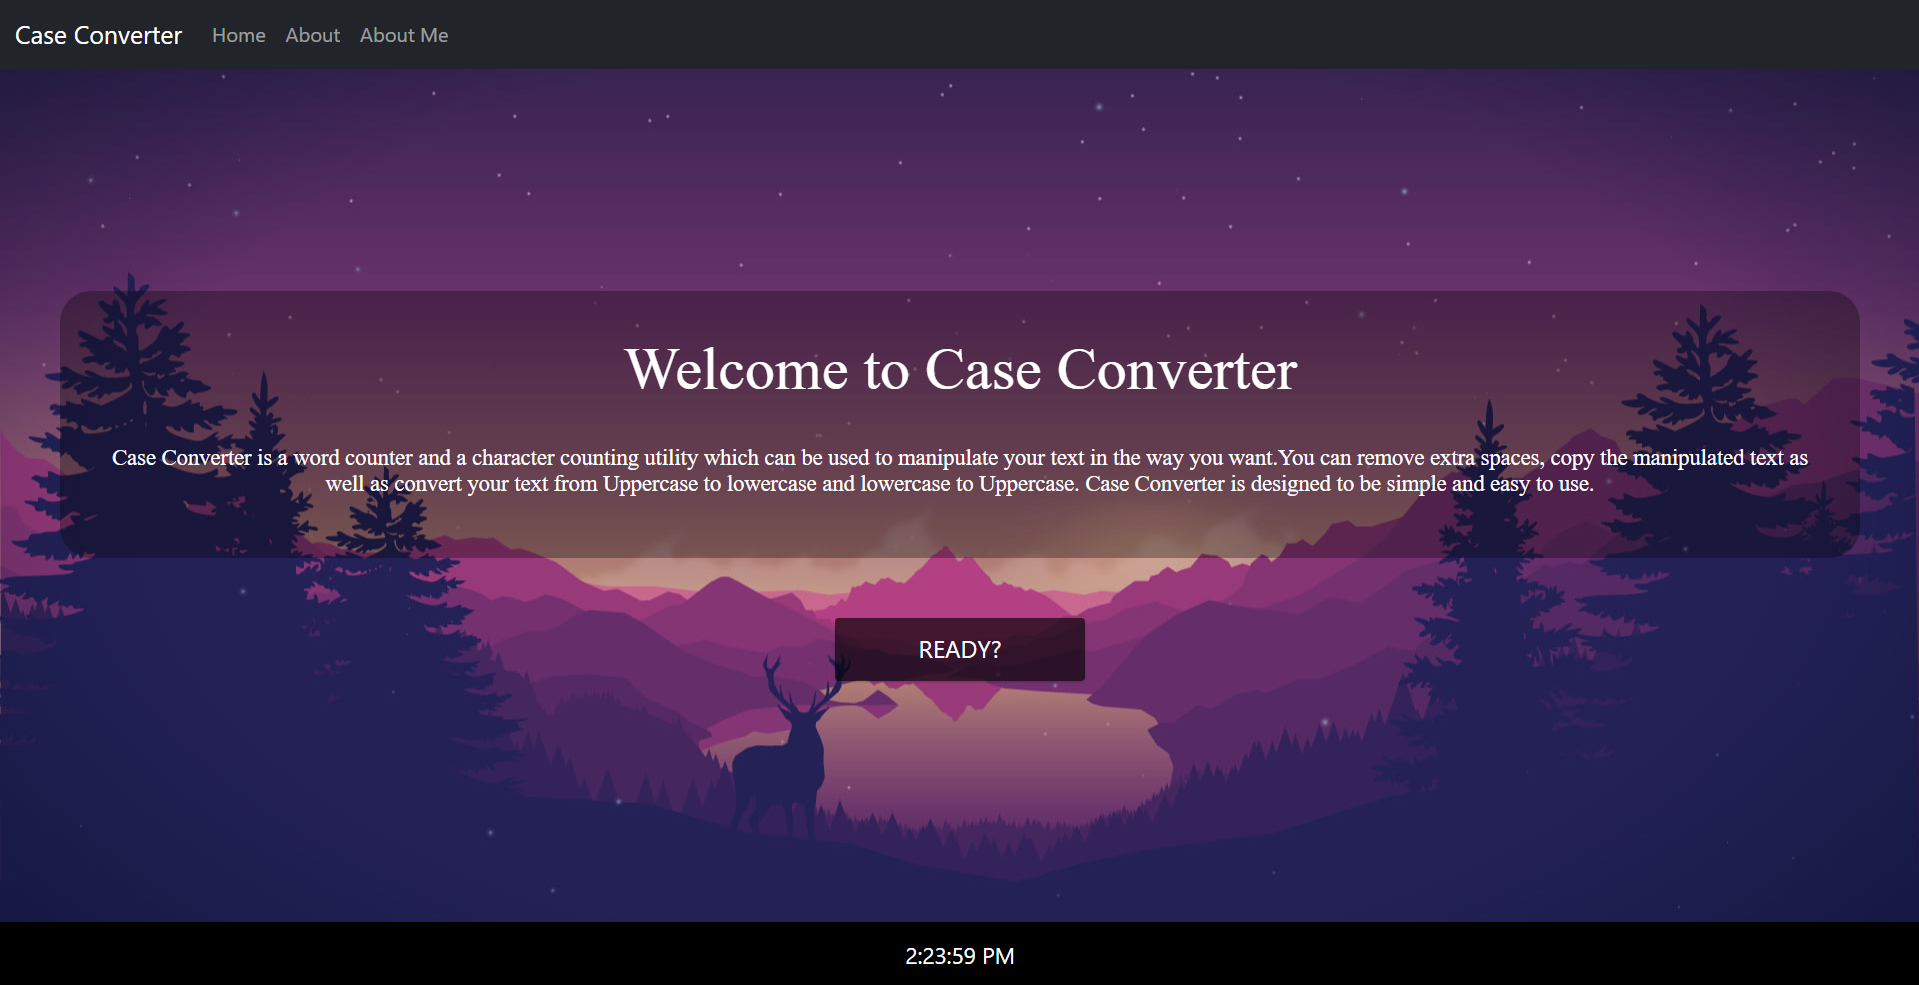 Case Converter Home About About Me
Welcome to Case Converter
Case Converter is a word counter and a character counting utility which can be used to manipulate your text in the way you want.You can remove extra spaces, copy the manipulated text as
well as convert your text from Uppercase to lowercase and lowercase to Uppercase. Case Converter is designed to be simple and easy to use.
READY?
2:23:59 PM